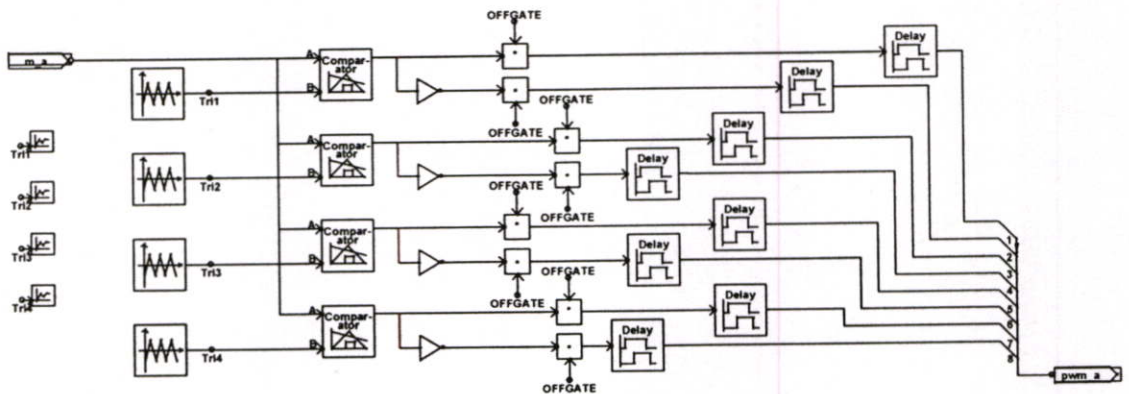 OFFGATE
Delay
m_a
A
Compar-
ator
B
Tri1
Delay
OFFGATE
OFFGATE
Delay
Tri1
A
Compar-
ator
B
Tri2
Delay
Tri2
OFFGATE
OFFGATE
Delay
A
Compar-
ator
B
Tri3
Delay
Tri3
OFFGATE
OFFGATE
Delay
Tri4
A
Compar-
ator
B
Tri4
Delay
OFFGATE
1
2
3
4
5
6
7
8
pwm_a